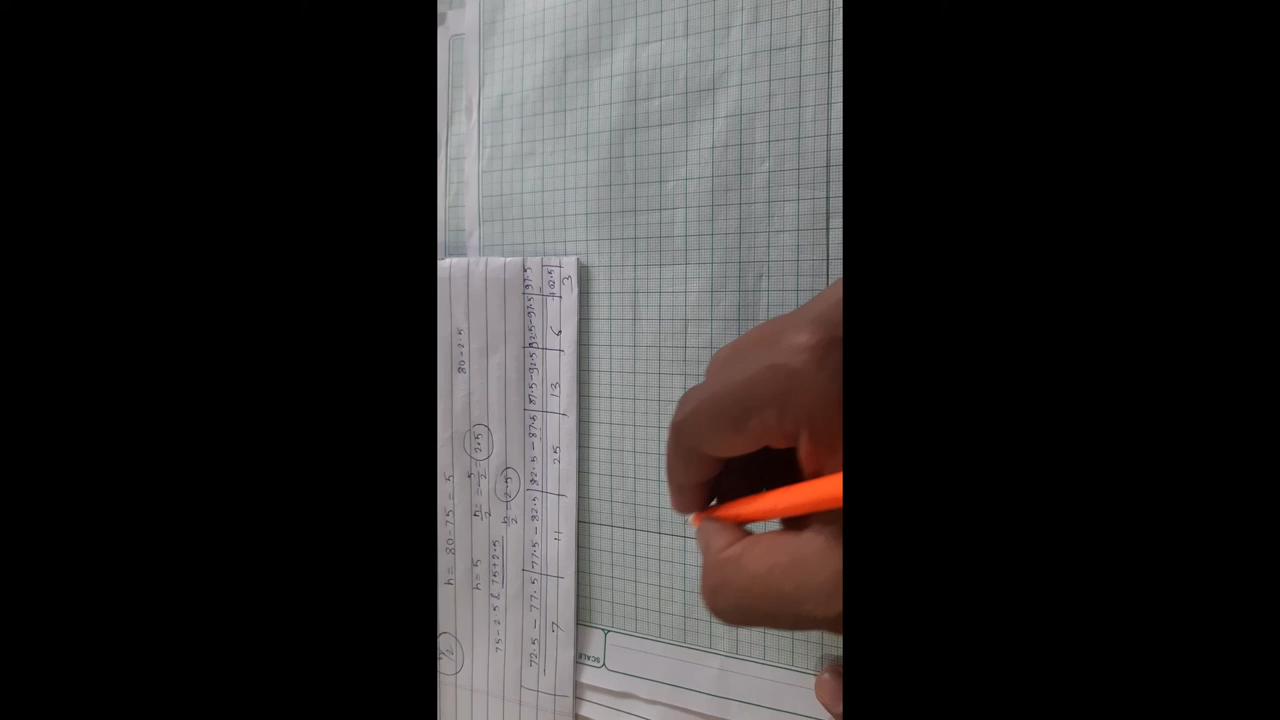 h/2
h = 80 - 75 = 5
80 - 2.5
h = 5
h/2 = 5/2 = 2.5
75 - 2.5 & 75 + 2.5
h/2 = 2.5
72.5 - 77.5 | 77.5 - 82.5 | 82.5 - 87.5 | 87.5 - 92.5 | 92.5 - 97.5 | 97.5 - 102.5
7 | 11 | 25 | 13 | 6 | 3
SCALE